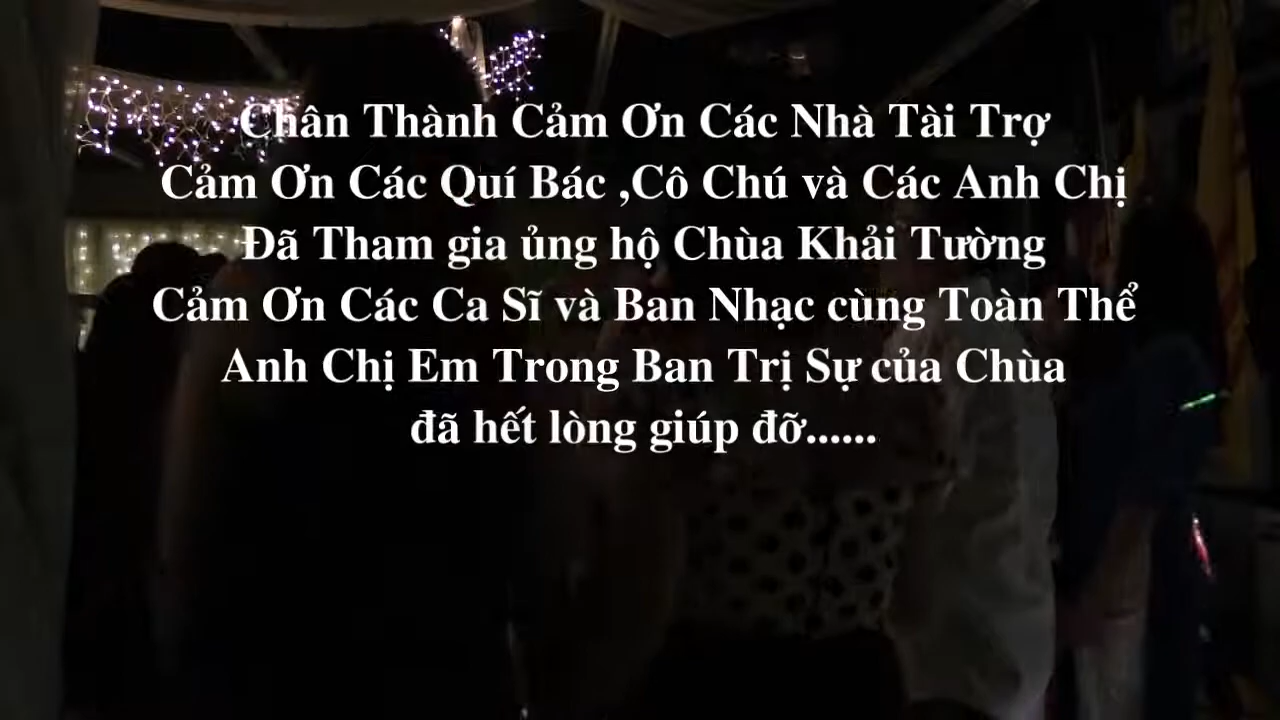 Chân Thành Cảm Ơn Các Nhà Tài Trợ
Cảm Ơn Các Quí Bác ,Cô Chú và Các Anh Chị
Đã Tham gia ủng hộ Chùa Khải Tường
Cảm Ơn Các Ca Sĩ và Ban Nhạc cùng Toàn Thể
Anh Chị Em Trong Ban Trị Sự của Chùa
đã hết lòng giúp đỡ......